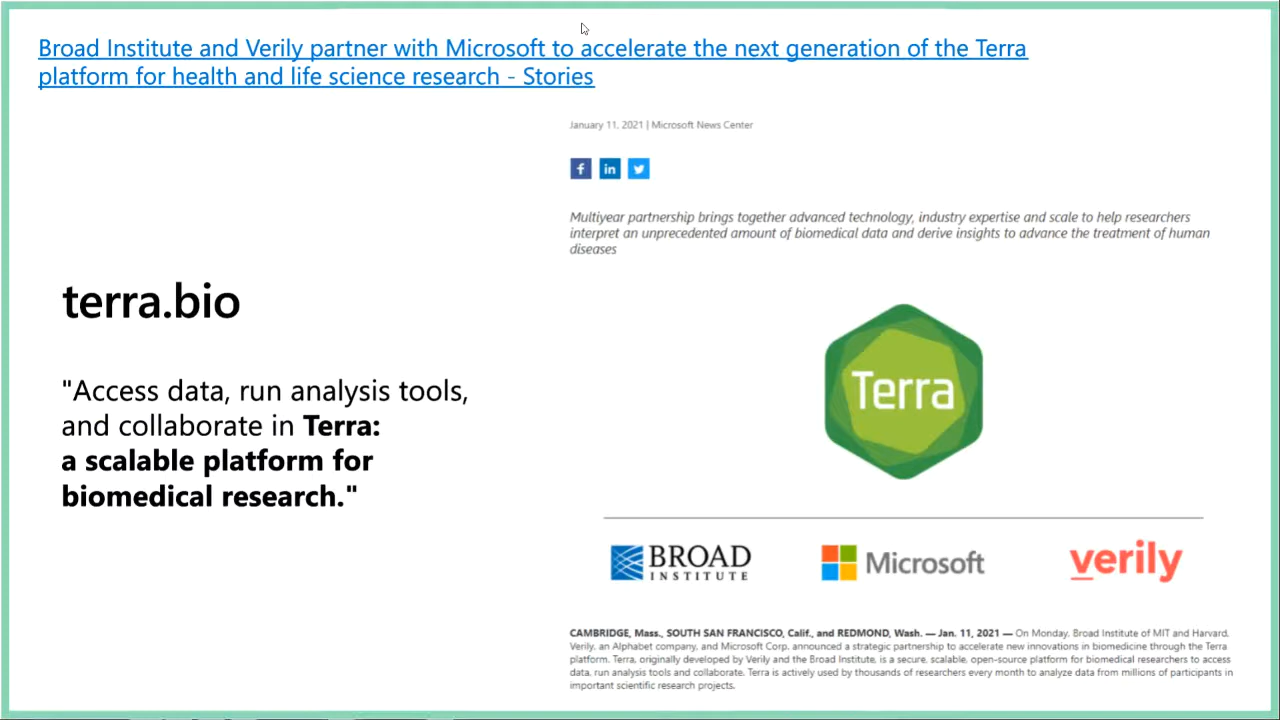 Broad Institute and Verily partner with Microsoft to accelerate the next generation of the Terra
platform for health and life science research - Stories
January 11, 2021 | Microsoft News Center
f in
Multiyear partnership brings together advanced technology, industry expertise and scale to help researchers
interpret an unprecedented amount of biomedical data and derive insights to advance the treatment of human
diseases
terra.bio
"Access data, run analysis tools,
and collaborate in Terra:
a scalable platform for
biomedical research."
Terra
BROAD
INSTITUTE
Microsoft
verily
CAMBRIDGE, Mass., SOUTH SAN FRANCISCO, Calif., and REDMOND, Wash. — Jan. 11, 2021 — On Monday, Broad Institute of MIT and Harvard,
Verily, an Alphabet company, and Microsoft Corp. announced a strategic partnership to accelerate new innovations in biomedicine through the Terra
platform. Terra, originally developed by Verily and the Broad Institute, is a secure, scalable, open-source platform for biomedical researchers to access
data, run analysis tools and collaborate. Terra is actively used by thousands of researchers every month to analyze data from millions of participants in
important scientific research projects.